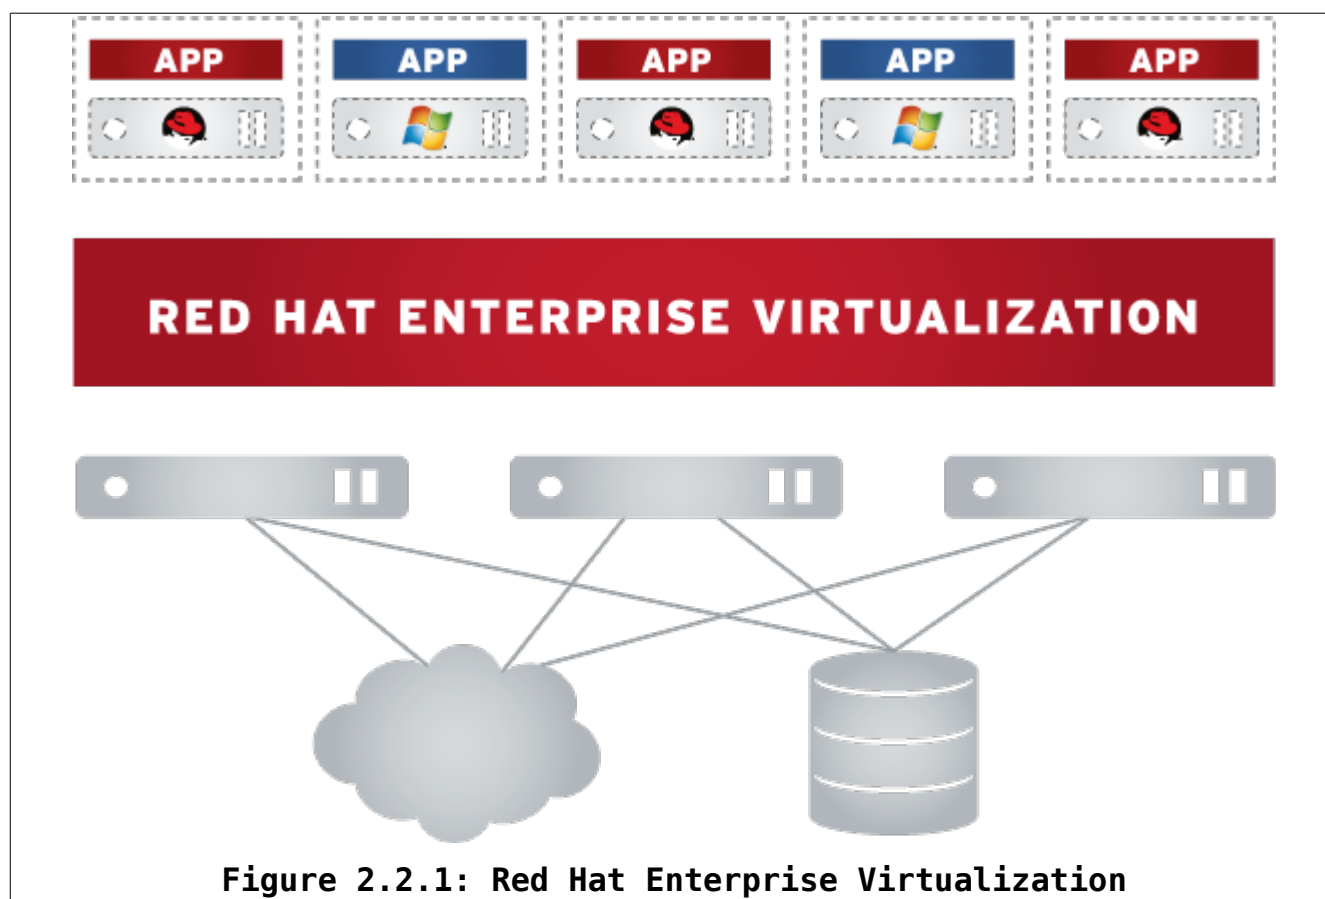 APP APP APP APP APP
RED HAT ENTERPRISE VIRTUALIZATION
Figure 2.2.1: Red Hat Enterprise Virtualization